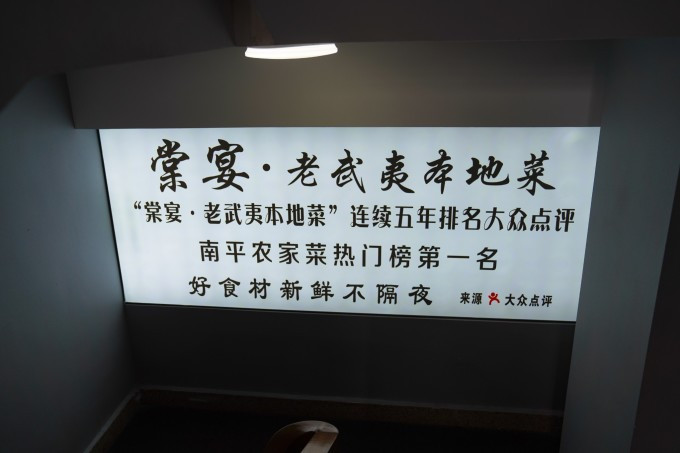 棠宴·老武夷本地菜
“棠宴·老武夷本地菜”连续五年排名大众点评
南平农家菜热门榜第一名
好食材新鲜不隔夜 来源 大众点评